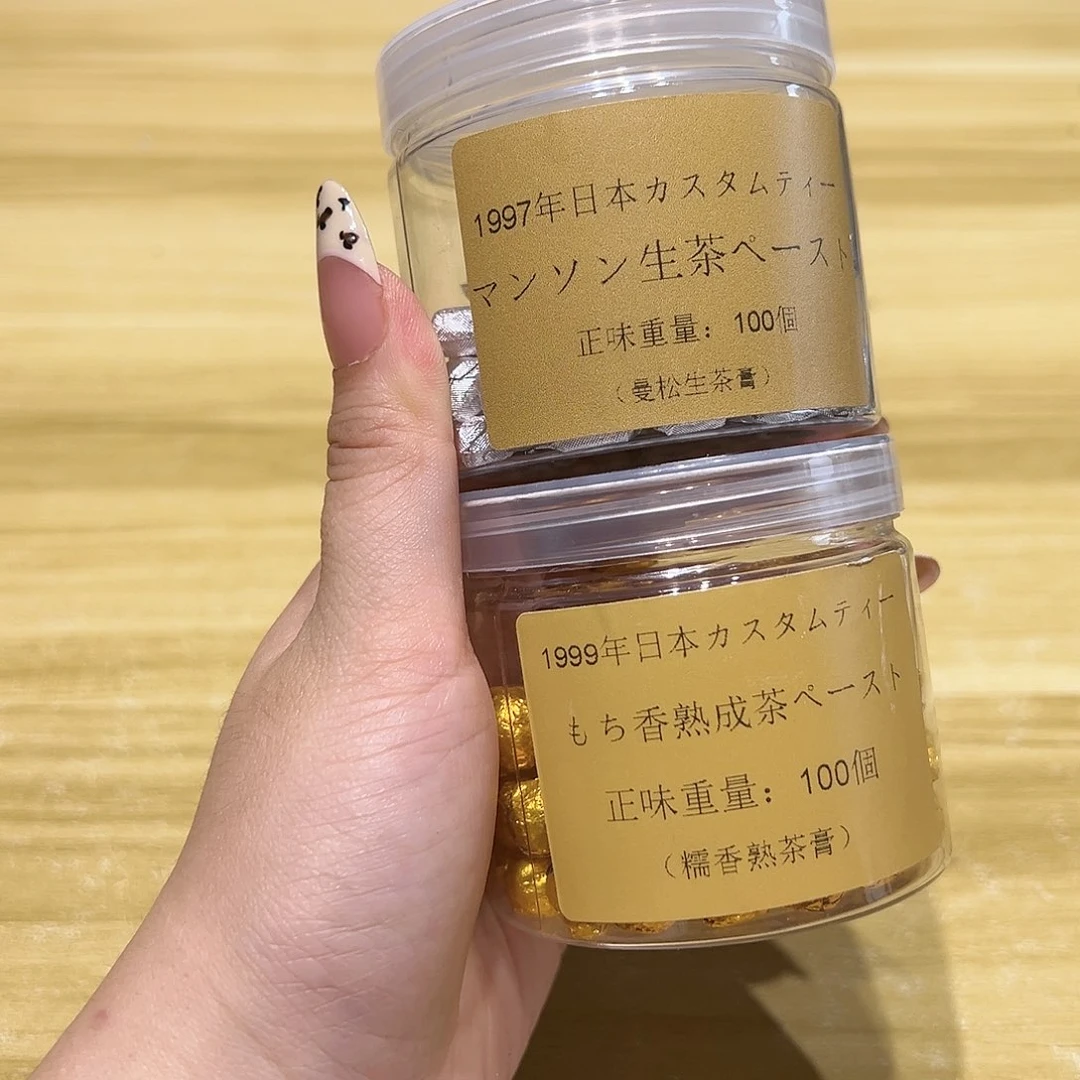 1997年日本カスタムティー
マンソン生茶ペースト
正味重量：100個
（曼松生茶膏）
1999年日本カスタムティー
もち香熟成茶ペースト
正味重量：100個
（糯香熟茶膏）